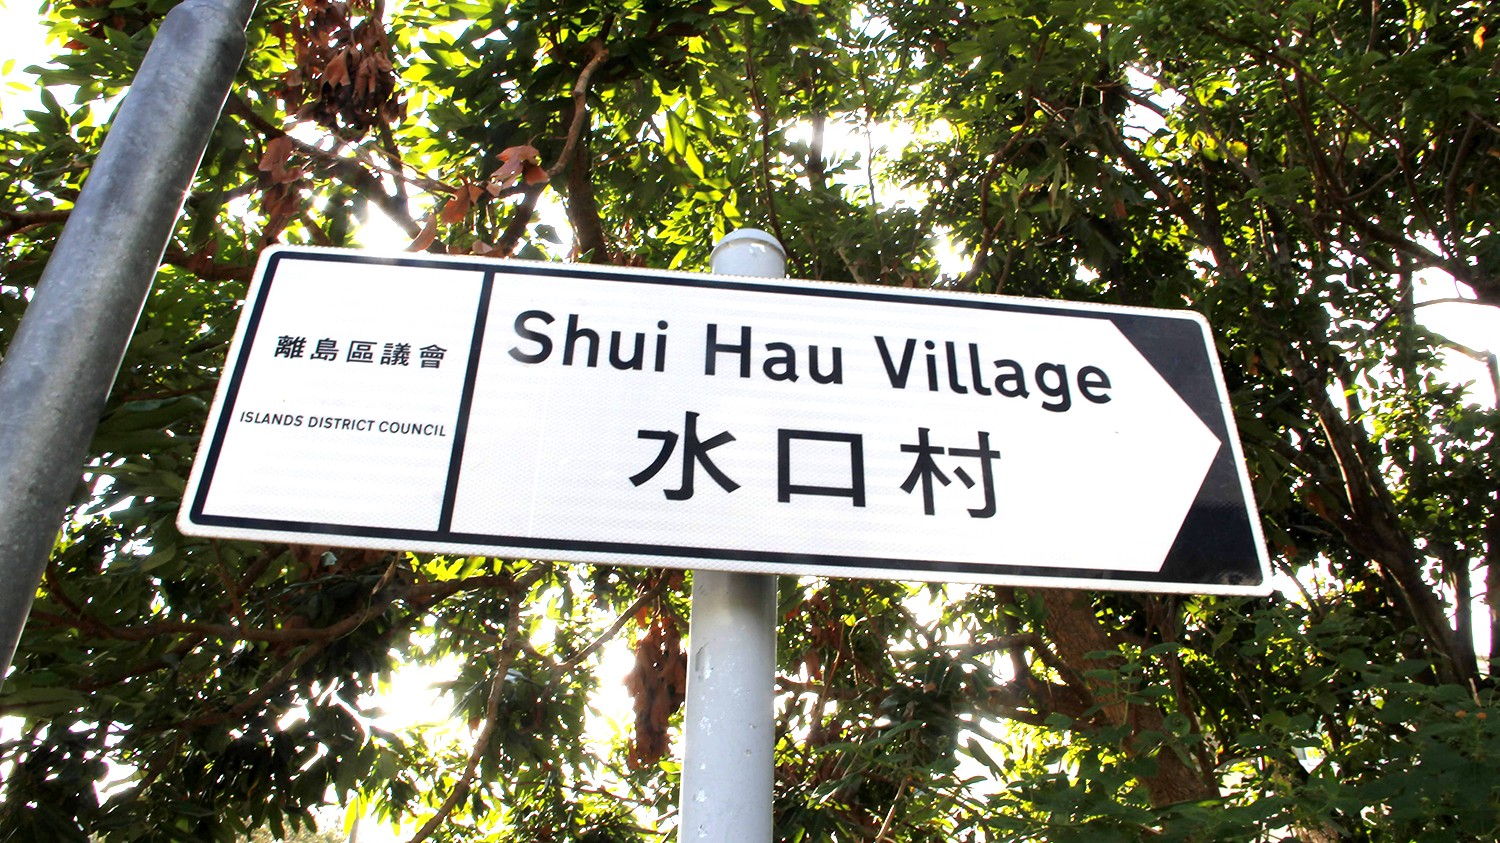 離島區議會
ISLANDS DISTRICT COUNCIL
Shui Hau Village
水口村